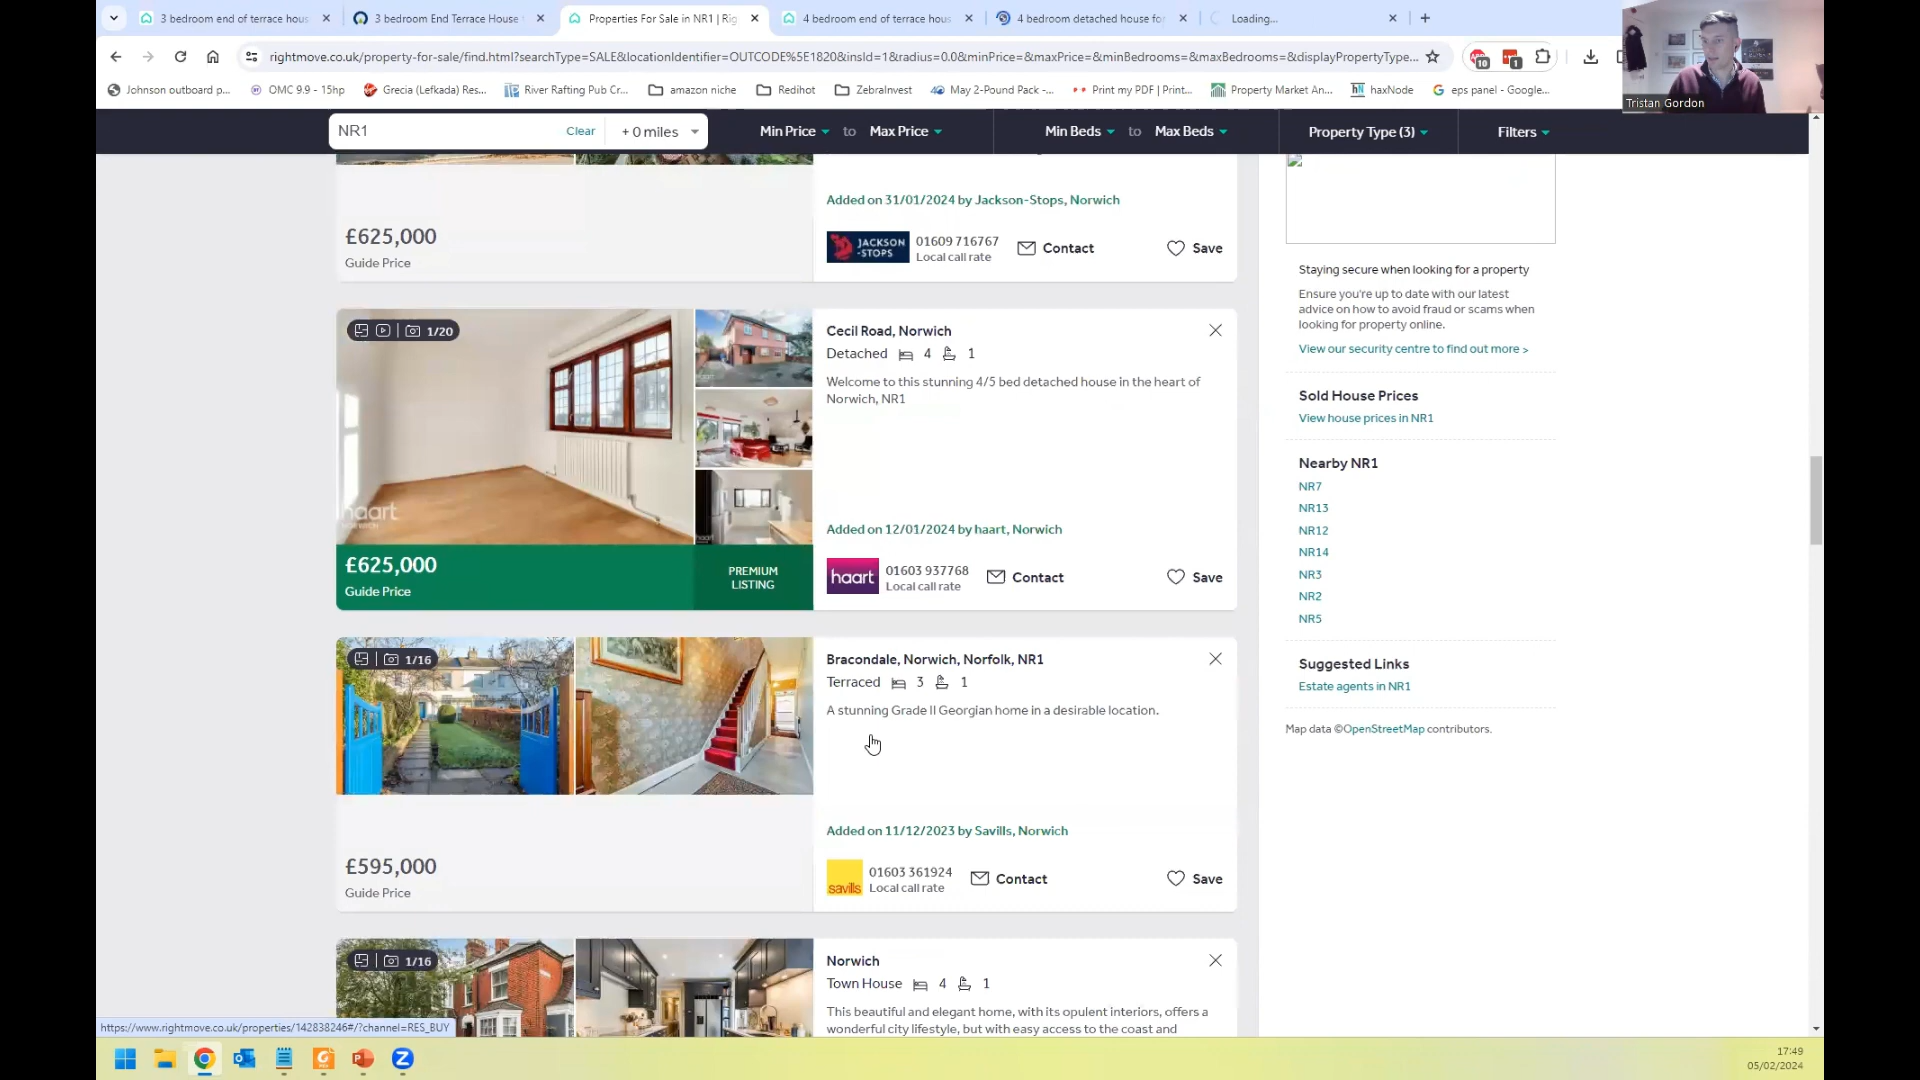 3 bedroom end of terrace hous
3 bedroom End Terrace House
Properties For Sale in NR1 | Rig
4 bedroom end of terrace hous
4 bedroom detached house fo
Loading...
rightmove.co.uk/property-for-sale/find.html?searchType=SALE&locationIdentifier=OUTCODE%5E1820&insId=1&radius=0.0&minPrice=&maxPrice=&minBedrooms=&maxBedrooms=&displayPropertyType...
10
1
Johnson outboard p...
OMC 9.9 - 15hp
Grecia (Lefkada) Res...
River Rafting Pub Cr...
amazon niche
Redihot
ZebraInvest
May 2-Pound Pack -...
Print my PDF | Print...
Property Market An...
haxNode
eps panel - Google...
Tristan Gordon
NR1
Clear
+ 0 miles
Min Price to Max Price
Min Beds to Max Beds
Property Type (3)
Filters
Added on 31/01/2024 by Jackson-Stops, Norwich
£625,000
Guide Price
JACKSON
-STOPS
01609 716767
Local call rate
Contact
Save
1/20
haart
haart
Cecil Road, Norwich
Detached 4 1
Welcome to this stunning 4/5 bed detached house in the heart of
Norwich, NR1
Added on 12/01/2024 by haart, Norwich
£625,000
Guide Price
PREMIUM
LISTING
haart
01603 937768
Local call rate
Contact
Save
1/16
Bracondale, Norwich, Norfolk, NR1
Terraced 3 1
A stunning Grade II Georgian home in a desirable location.
Added on 11/12/2023 by Savills, Norwich
£595,000
Guide Price
savills
01603 361924
Local call rate
Contact
Save
1/16
Norwich
Town House 4 1
This beautiful and elegant home, with its opulent interiors, offers a
wonderful city lifestyle, but with easy access to the coast and
Staying secure when looking for a property
Ensure you're up to date with our latest
advice on how to avoid fraud or scams when
looking for property online.
View our security centre to find out more >
Sold House Prices
View house prices in NR1
Nearby NR1
NR7
NR13
NR12
NR14
NR3
NR2
NR5
Suggested Links
Estate agents in NR1
Map data ©OpenStreetMap contributors.
https://www.rightmove.co.uk/properties/142838246#/?channel=RES_BUY
17:49
05/02/2024